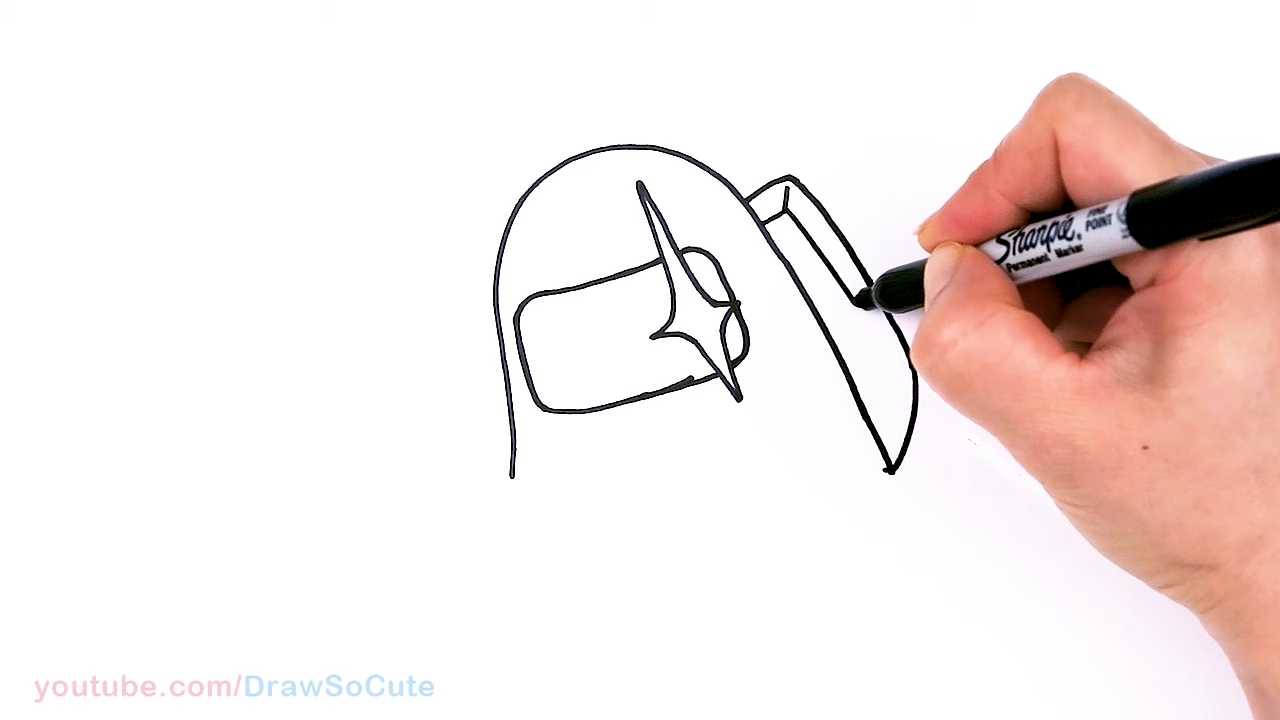 Sharpie®
FINE
POINT
Permanent Marker
youtube.com/DrawSoCute